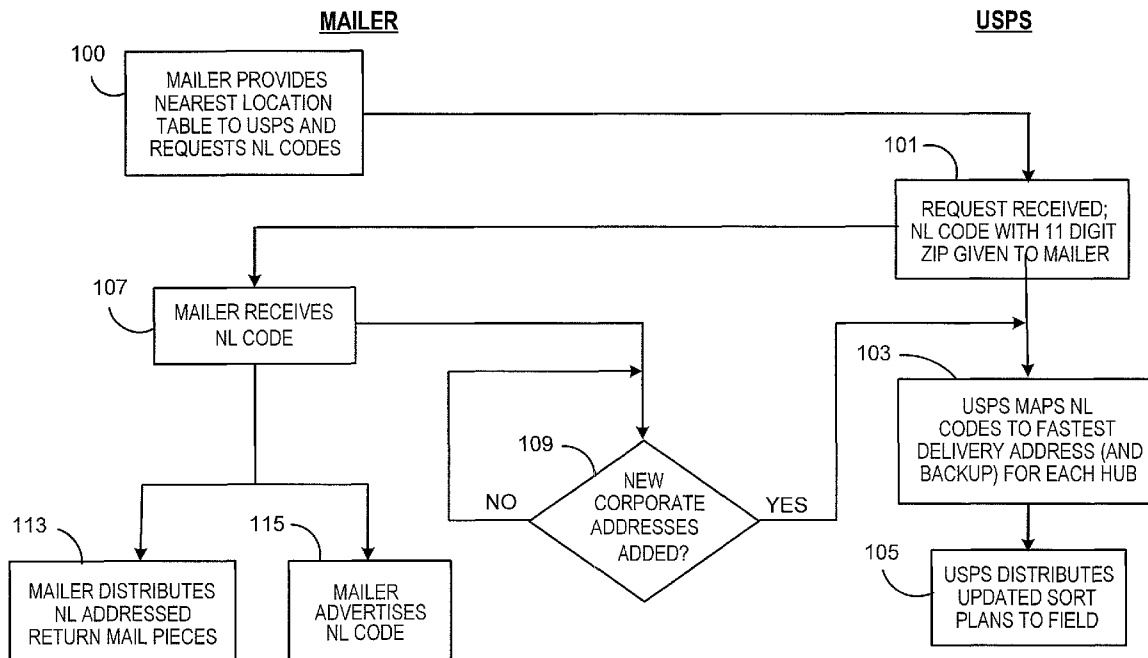 MAILER
USPS
100
MAILER PROVIDES
NEAREST LOCATION
TABLE TO USPS AND
REQUESTS NL CODES
101
REQUEST RECEIVED;
NL CODE WITH 11 DIGIT
ZIP GIVEN TO MAILER
107
MAILER RECEIVES
NL CODE
103
USPS MAPS NL
CODES TO FASTEST
DELIVERY ADDRESS (AND
BACKUP) FOR EACH HUB
109
NEW
CORPORATE
ADDRESSES
ADDED?
NO
YES
113
MAILER DISTRIBUTES
NL ADDRESSED
RETURN MAIL PIECES
115
MAILER
ADVERTISES
NL CODE
105
USPS DISTRIBUTES
UPDATED SORT
PLANS TO FIELD